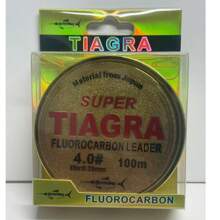 TIAGRA
Material from Japan
SUPER
TIAGRA
FLUOROCARBON LEADER
4.0# 100m
FLUOROCARBON